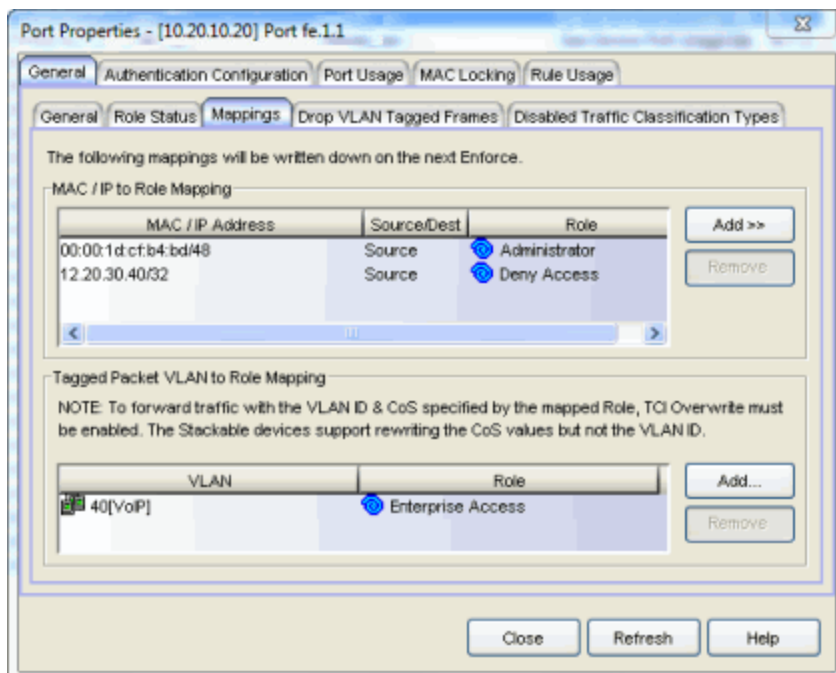 Port Properties - [10.20.10.20] Port fe.1.1
General Authentication Configuration Port Usage MAC Locking Rule Usage
General Role Status Mappings Drop VLAN Tagged Frames Disabled Traffic Classification Types
The following mappings will be written down on the next Enforce.
MAC / IP to Role Mapping
MAC / IP Address Source/Dest Role Add >>
00:00:1d:cf:b4:bd/48 Source Administrator Remove
12.20.30.40/32 Source Deny Access
Tagged Packet VLAN to Role Mapping
NOTE: To forward traffic with the VLAN ID & CoS specified by the mapped Role, TCI Overwrite must
be enabled. The Stackable devices support rewriting the CoS values but not the VLAN ID.
VLAN Role Add...
40[VoIP] Enterprise Access Remove
Close Refresh Help